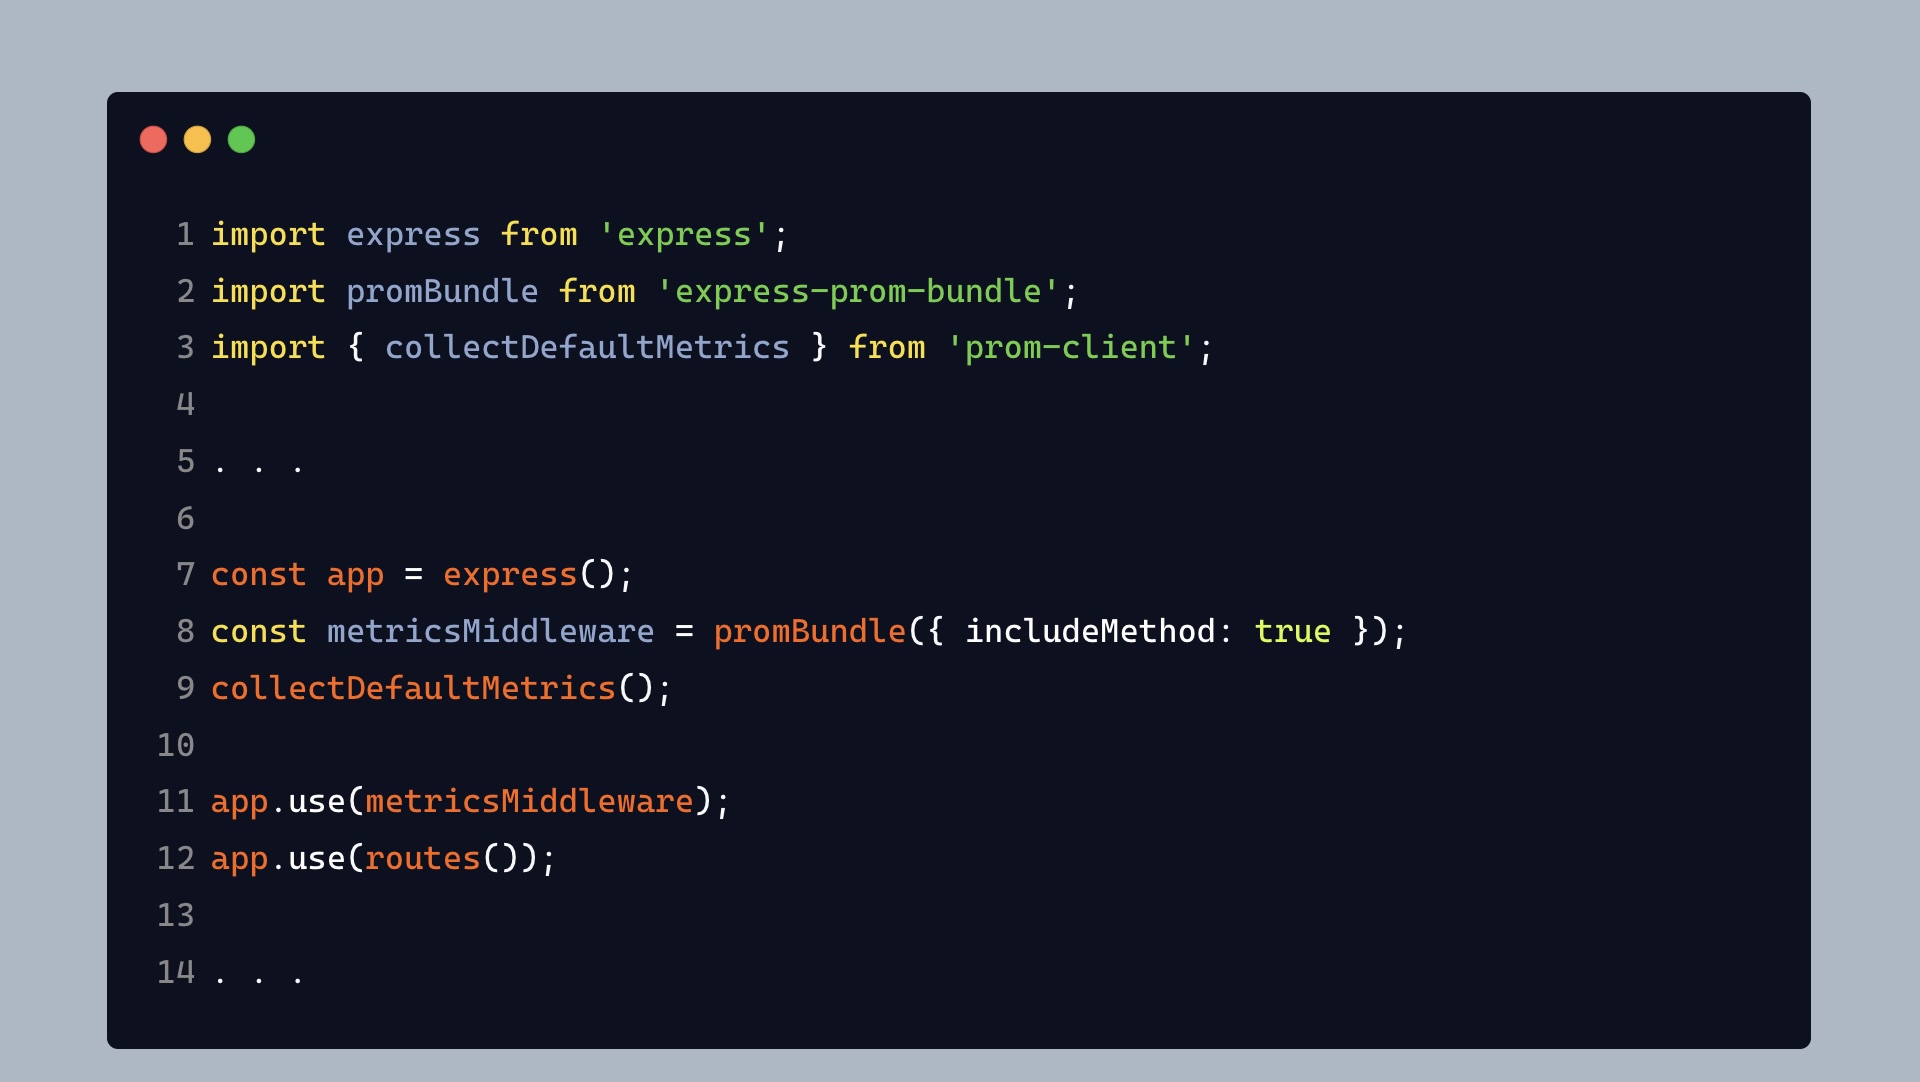 1 import express from 'express';
2 import promBundle from 'express-prom-bundle';
3 import { collectDefaultMetrics } from 'prom-client';
4
5 . . .
6
7 const app = express();
8 const metricsMiddleware = promBundle({ includeMethod: true });
9 collectDefaultMetrics();
10
11 app.use(metricsMiddleware);
12 app.use(routes());
13
14 . . .